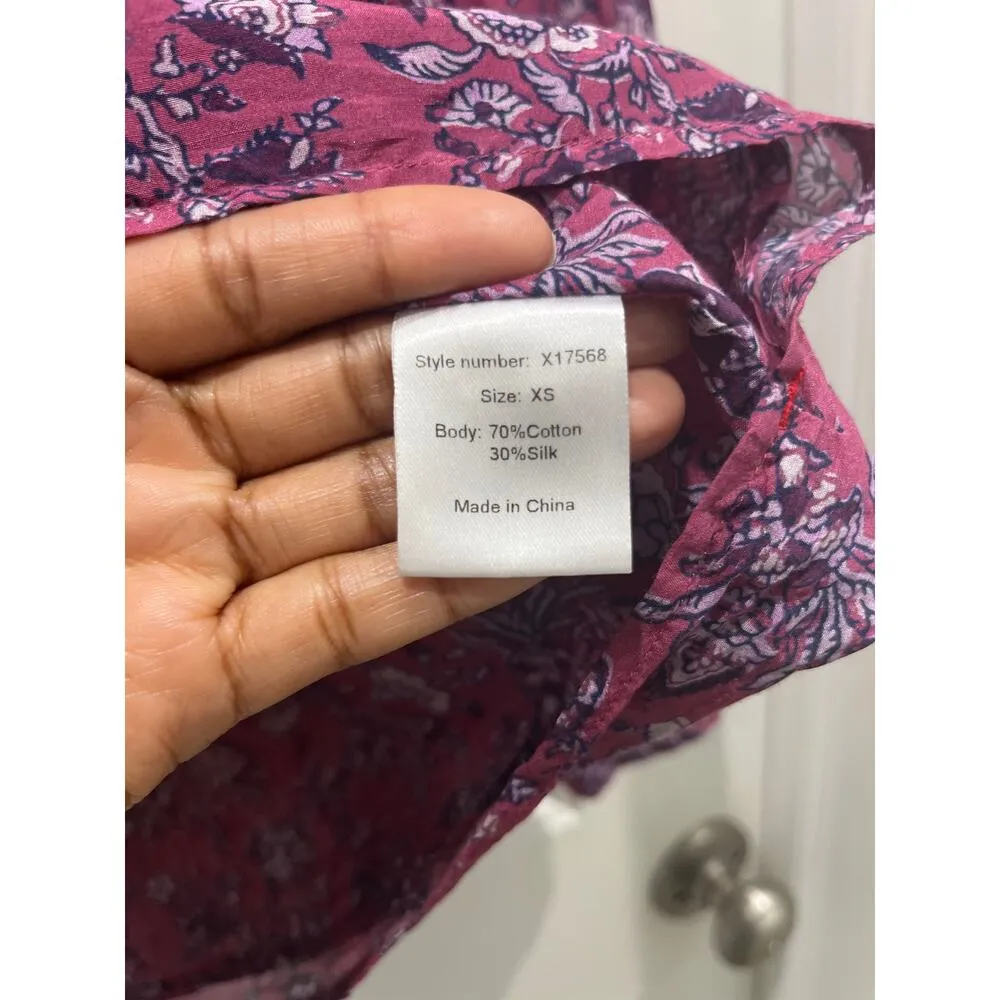 Style number: X17568
Size: XS
Body: 70%Cotton
30%Silk
Made in China